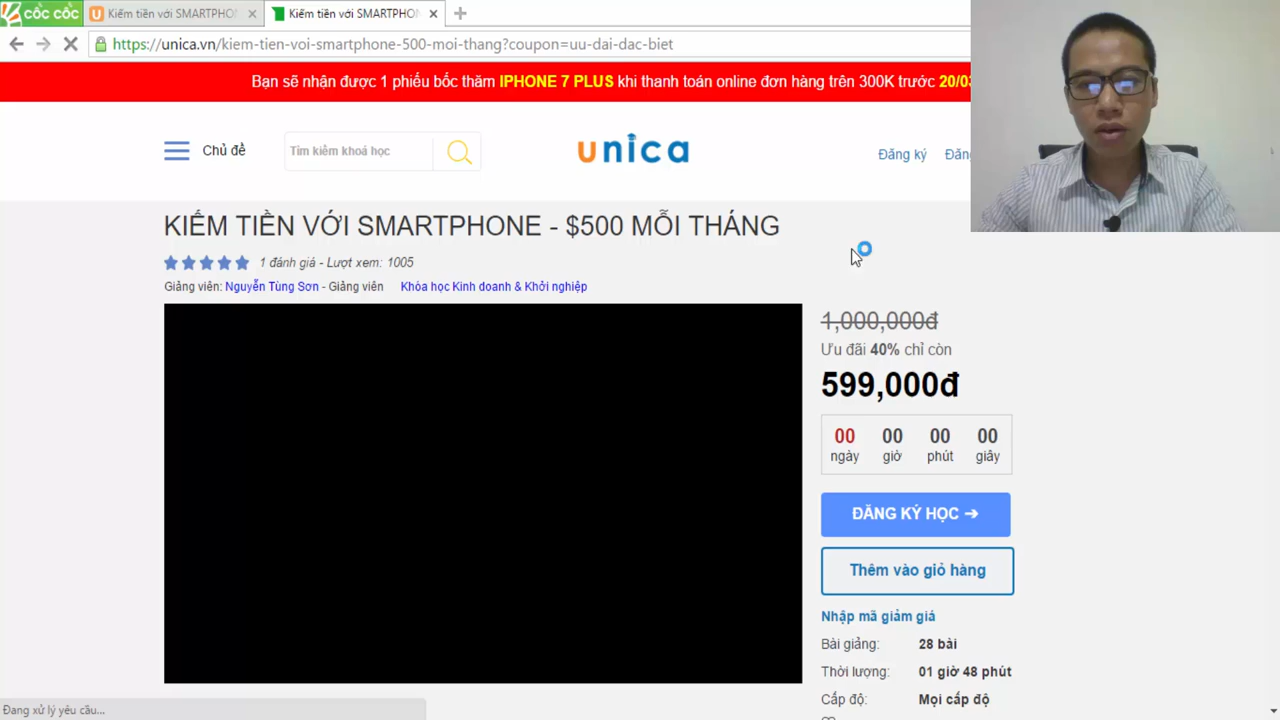 cốc cốc
Kiếm tiền với SMARTPHON
Kiếm tiền với SMARTPHON
https://unica.vn/kiem-tien-voi-smartphone-500-moi-thang?coupon=uu-dai-dac-biet
Bạn sẽ nhận được 1 phiếu bốc thăm IPHONE 7 PLUS khi thanh toán online đơn hàng trên 300K trước 20/03
Chủ đề
Tìm kiếm khoá học
unica
Đăng ký
Đăng
KIẾM TIỀN VỚI SMARTPHONE - $500 MỖI THÁNG
1 đánh giá - Lượt xem: 1005
Giảng viên: Nguyễn Tùng Sơn - Giảng viên Khóa học Kinh doanh & Khởi nghiệp
1,000,000đ
Ưu đãi 40% chỉ còn
599,000đ
00 00 00 00
ngày giờ phút giây
ĐĂNG KÝ HỌC ➔
Thêm vào giỏ hàng
Nhập mã giảm giá
Bài giảng: 28 bài
Thời lượng: 01 giờ 48 phút
Cấp độ: Mọi cấp độ
Đang xử lý yêu cầu...